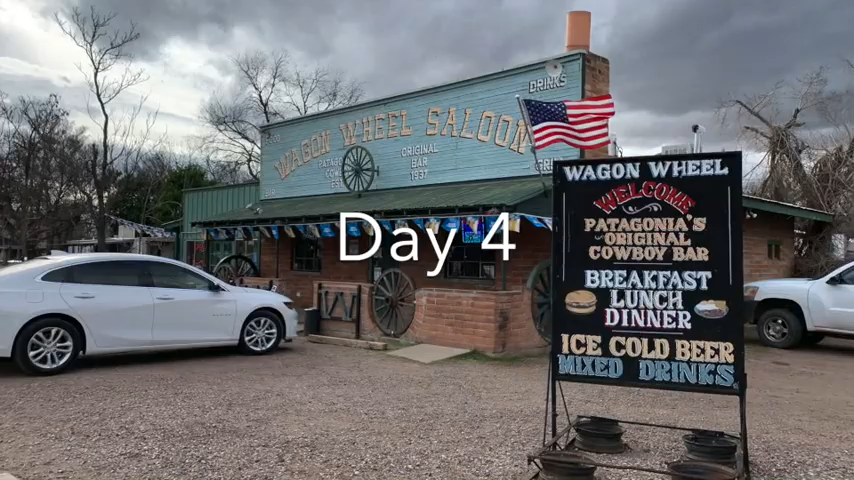 DRINKS
WAGON WHEEL SALOON
ORIGINAL
BAR
1937
Day 4
WAGON WHEEL
WELCOME
PATAGONIA'S
ORIGINAL
COWBOY BAR
BREAKFAST
LUNCH
DINNER
ICE COLD BEER
MIXED DRINKS